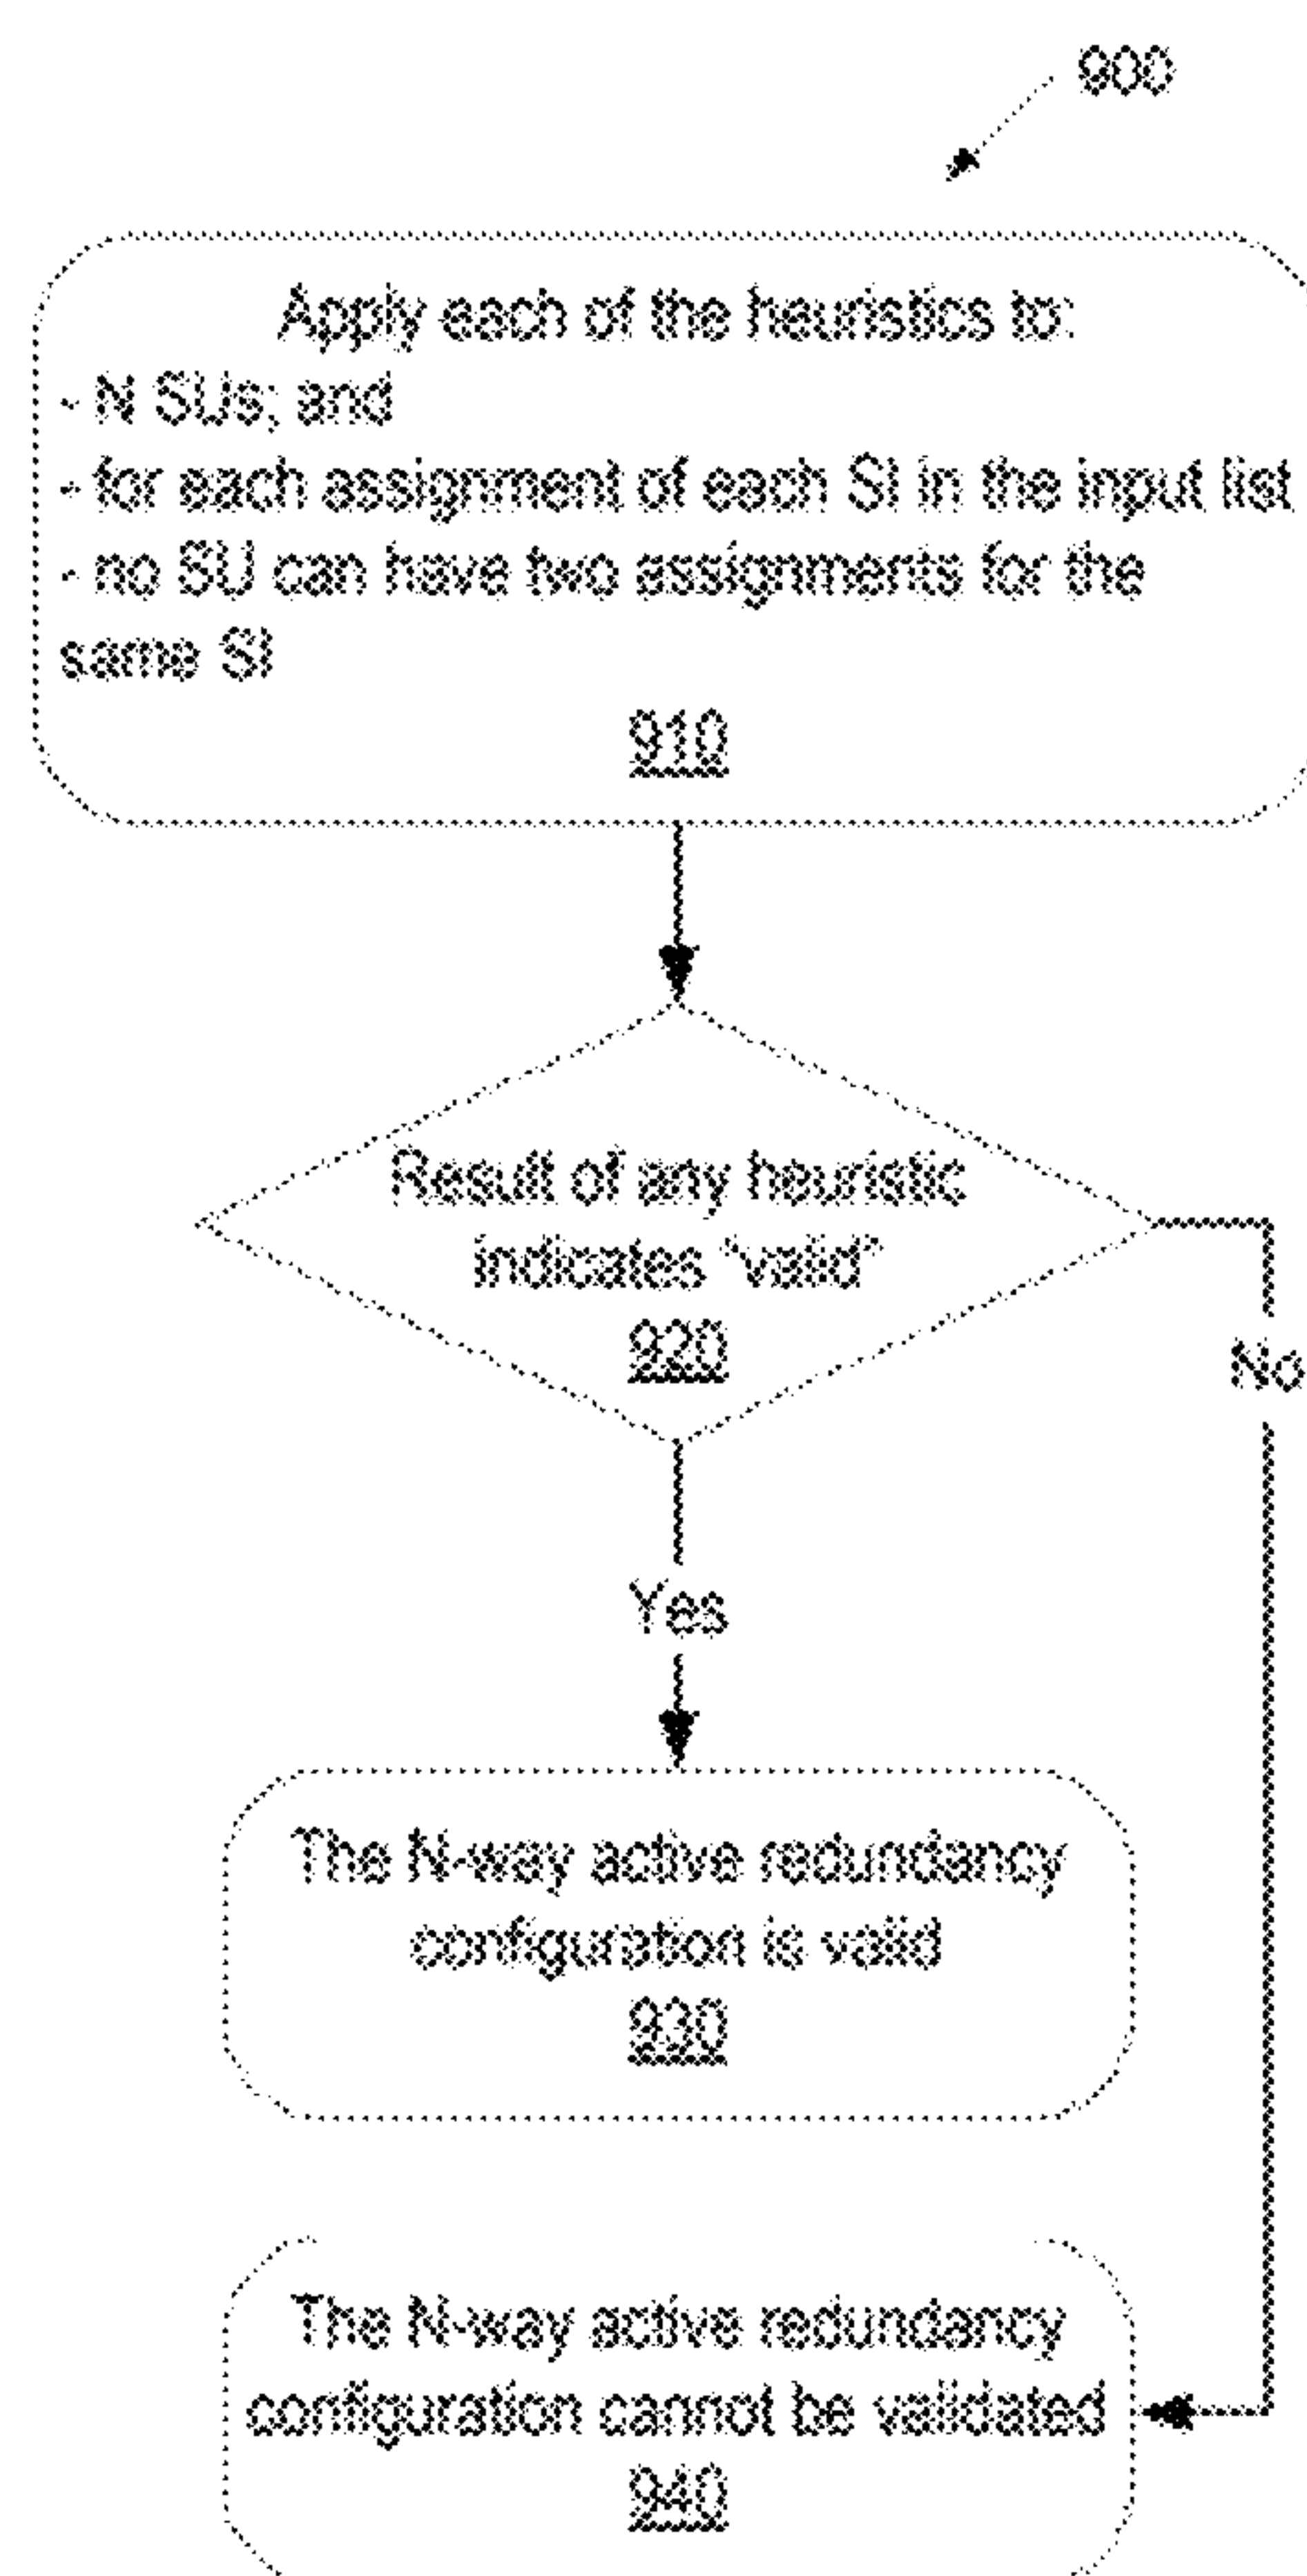 900
Apply each of the heuristics to:
- N SUs; and
- for each assignment of each SI in the input list
- no SU can have two assignments for the
same SI
910
Result of any heuristic
indicates "valid"
920
No
Yes
The N-way active redundancy
configuration is valid
930
The N-way active redundancy
configuration cannot be validated
940